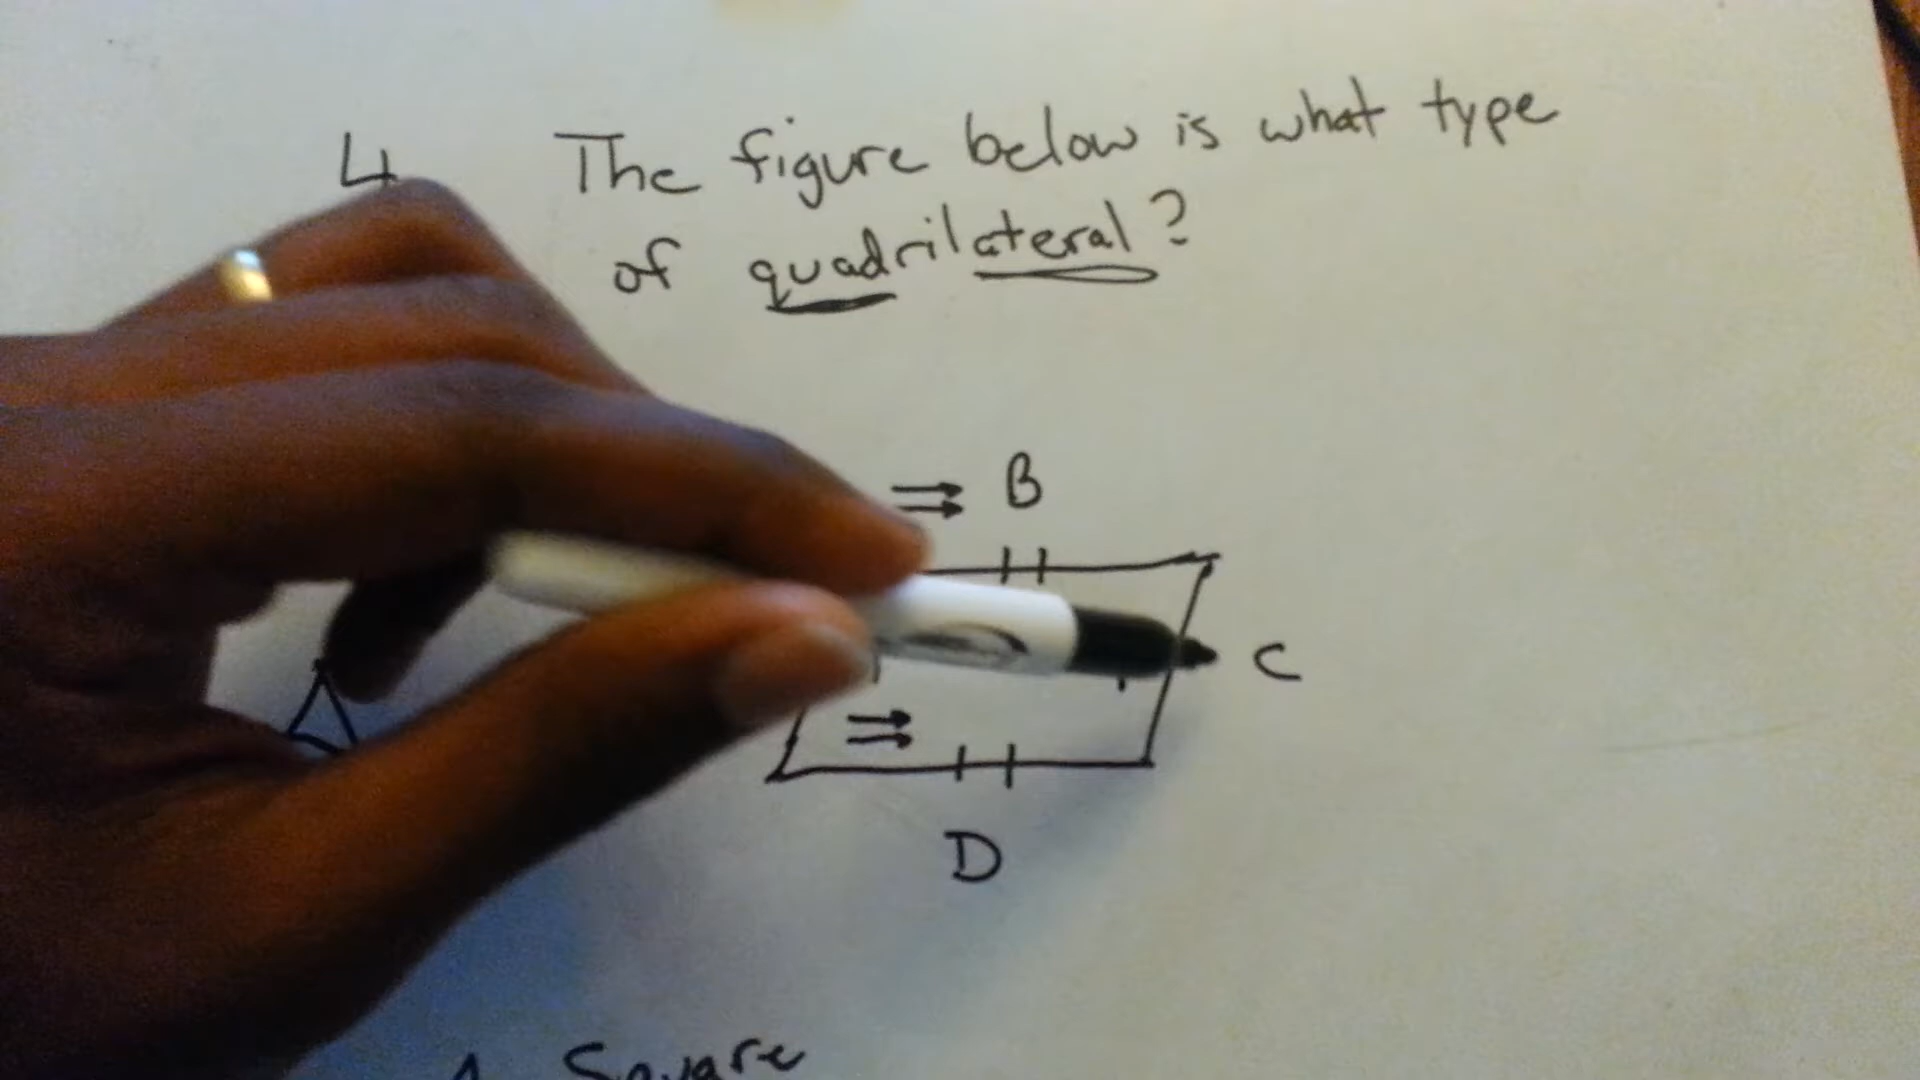 4 The figure below is what type
of quadrilateral?
B
C
D
Square